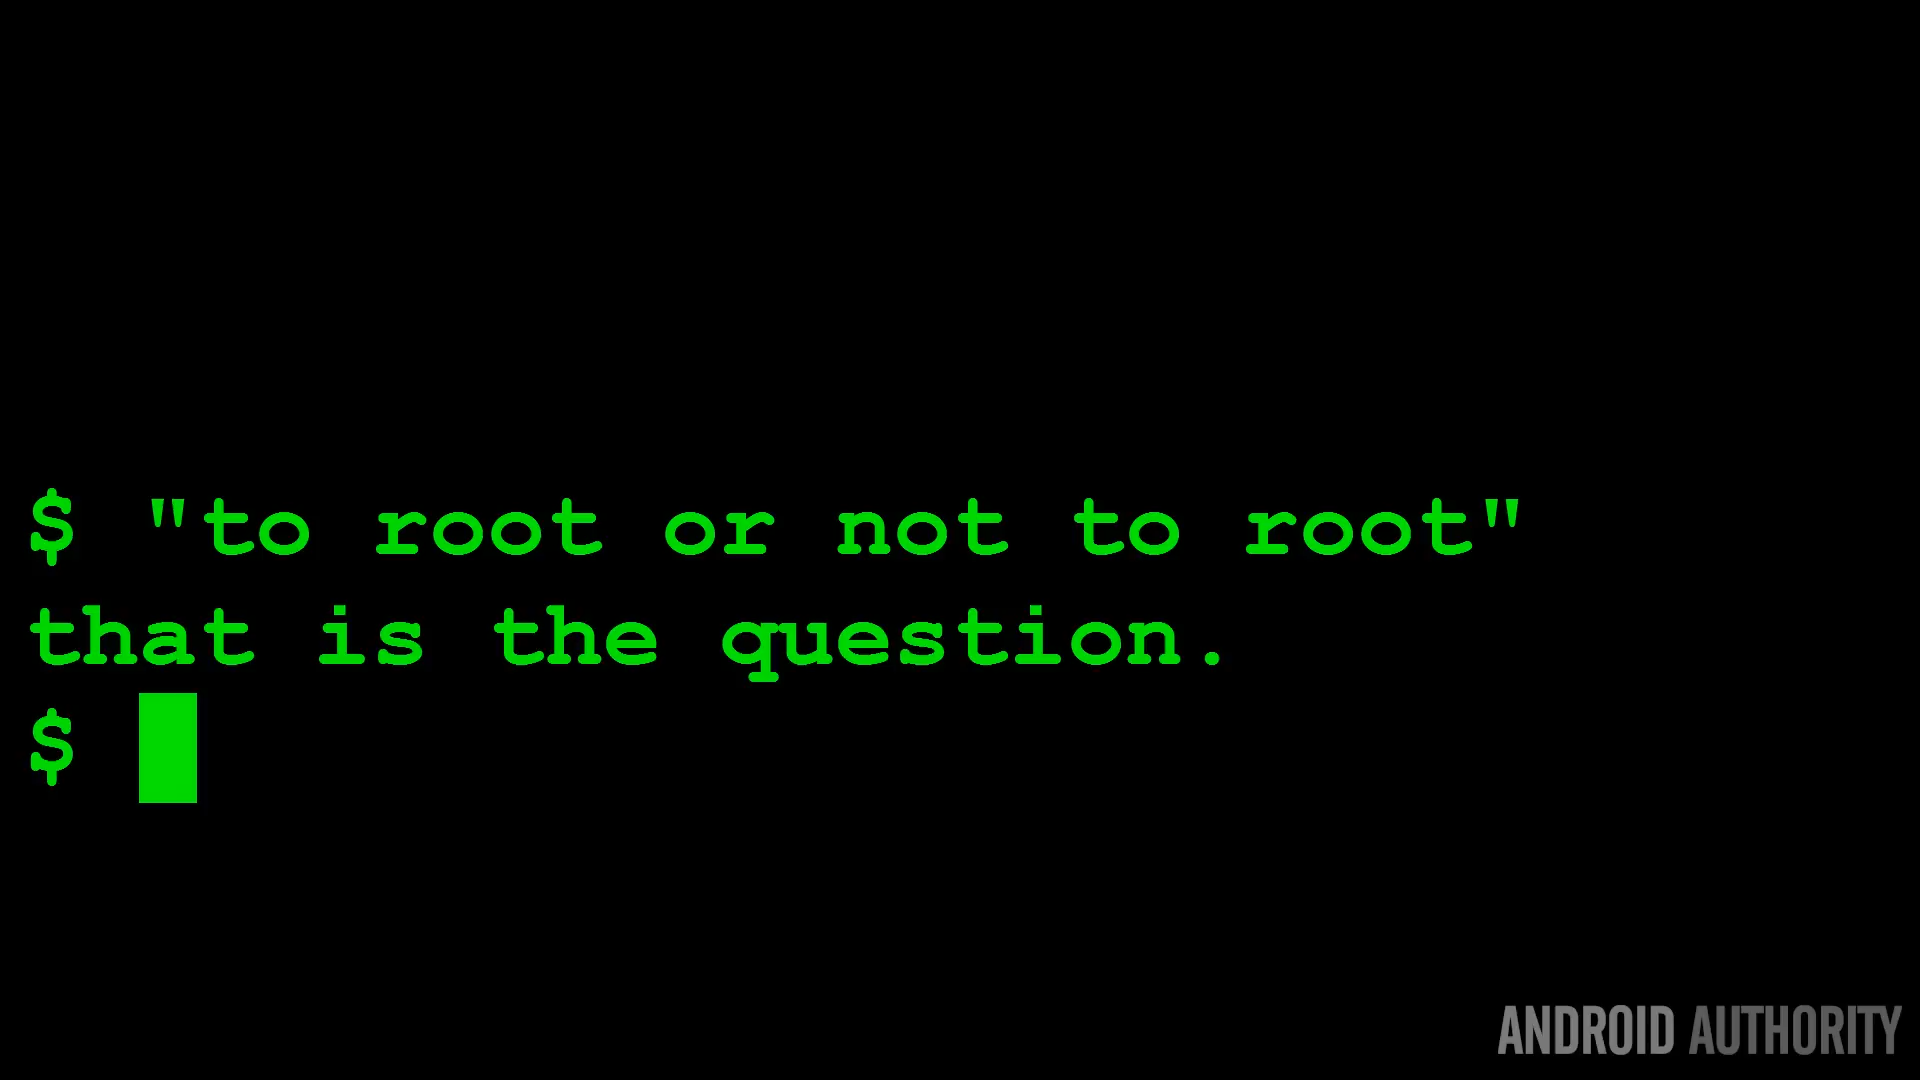 $ "to root or not to root"
that is the question.
$
ANDROID AUTHORITY